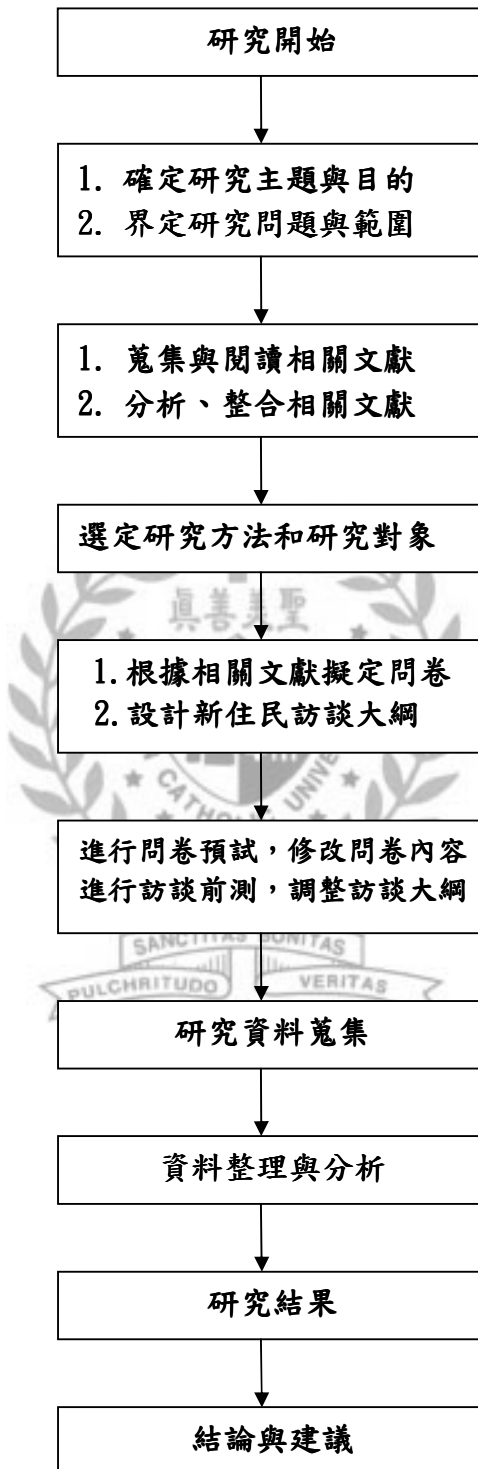 研究開始
1. 確定研究主題與目的
2. 界定研究問題與範圍
1. 蒐集與閱讀相關文獻
2. 分析、整合相關文獻
選定研究方法和研究對象
真善美聖
1.根據相關文獻擬定問卷
2.設計新住民訪談大綱
CATHOLIC UNIV
進行問卷預試，修改問卷內容
進行訪談前測，調整訪談大綱
SANCTITAS BONITAS
PULCHRITUDO VERITAS
研究資料蒐集
資料整理與分析
研究結果
結論與建議